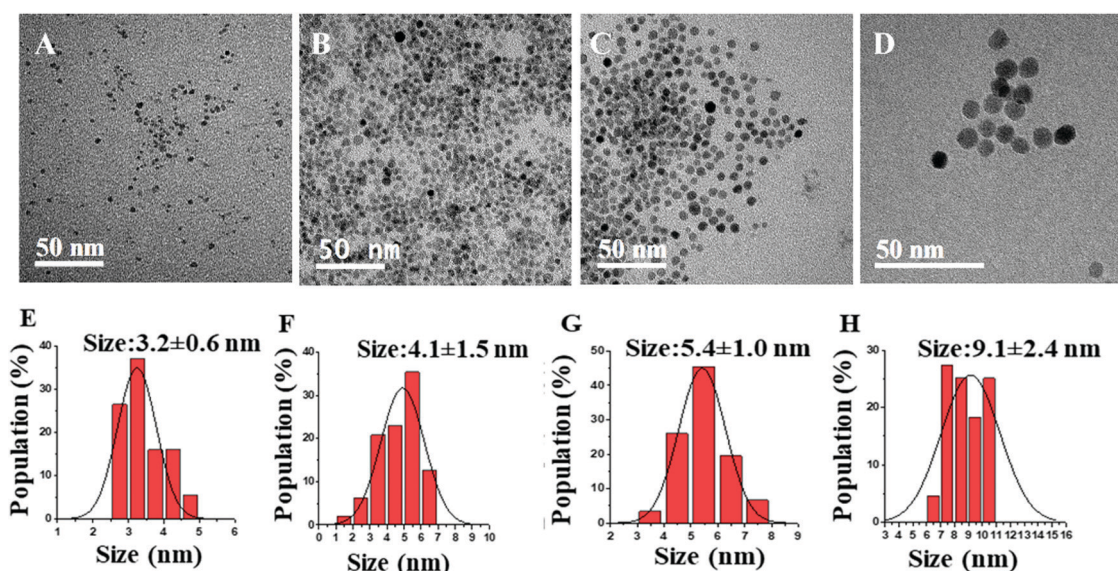 A
B
C
D
50 nm
50 nm
50 nm
50 nm
E
Size:3.2±0.6 nm
Population (%)
40
30
20
10
0
1 2 3 4 5 6
Size (nm)
F
Size:4.1±1.5 nm
Population (%)
40
30
20
10
0
0 1 2 3 4 5 6 7 8 9 10
Size (nm)
G
Size:5.4±1.0 nm
Population (%)
50
40
30
20
10
0
2 3 4 5 6 7 8 9
Size (nm)
H
Size:9.1±2.4 nm
Population (%)
30
20
10
0
3 4 5 6 7 8 9 10 11 12 13 14 15 16
Size (nm)